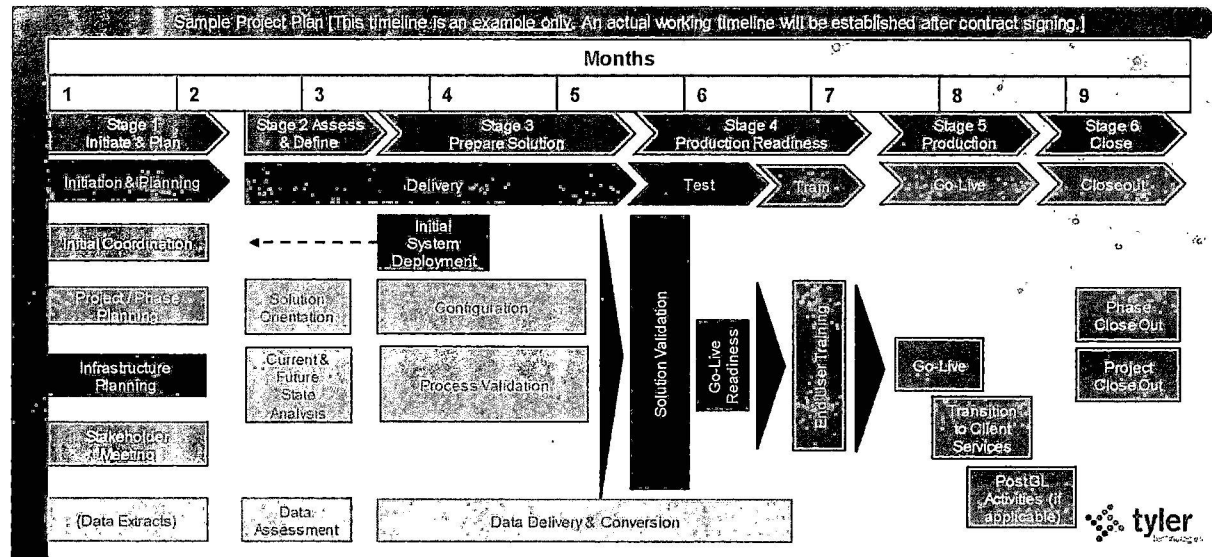 Sample Project Plan [This timeline is an example only. An actual working timeline will be established after contract signing.]
Months
1 2 3 4 5 6 7 8 9
Stage 1
Initiate & Plan
Stage 2 Assess
& Define
Stage 3
Prepare Solution
Stage 4
Production Readiness
Stage 5
Production
Stage 6
Close
Initiation & Planning
Delivery
Test
Train
Go-Live
Closeout
Initial Coordination
Initial
System
Deployment
Project / Phase
Planning
Solution
Orientation
Configuration
Solution Validation
Go-Live
Readiness
End User Training
Phase
Close Out
Infrastructure
Planning
Current &
Future
State
Analysis
Process Validation
Go-Live
Project
Close Out
Stakeholder
Meeting
Transition
to Client
Services
(Data Extracts)
Data
Assessment
Data Delivery & Conversion
Post GL
Activities (if
applicable)
tyler
technologies